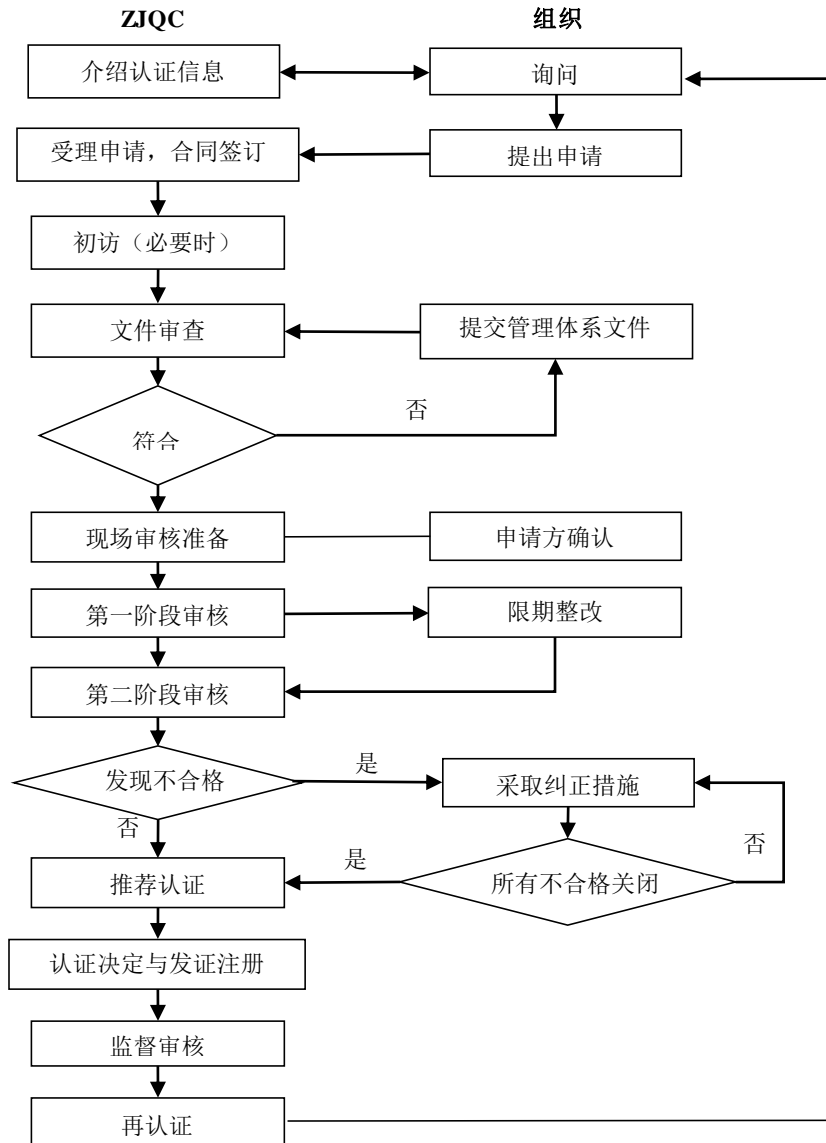 ZJQC 组织
介绍认证信息
询问
受理申请，合同签订
提出申请
初访（必要时）
文件审查
提交管理体系文件
否
符合
现场审核准备
申请方确认
第一阶段审核
限期整改
第二阶段审核
发现不合格
是
采取纠正措施
否
否
是
推荐认证
所有不合格关闭
认证决定与发证注册
监督审核
再认证